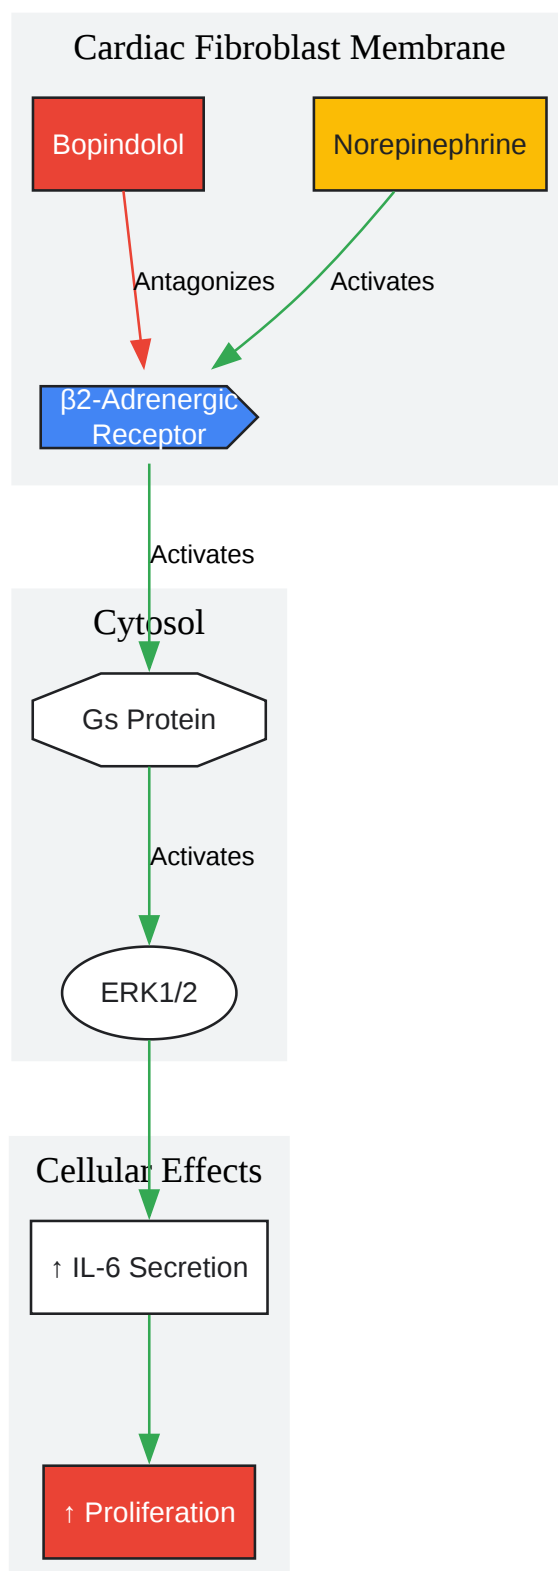 Cardiac Fibroblast Membrane
Bopindolol
Norepinephrine
Antagonizes
Activates
β2-Adrenergic
Receptor
Activates
Cytosol
Gs Protein
Activates
ERK1/2
Cellular Effects
↑ IL-6 Secretion
↑ Proliferation